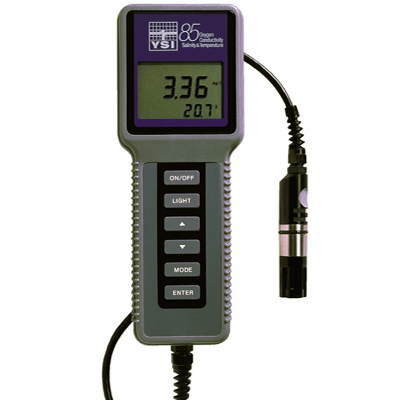 YSI
85 Oxygen
Conductivity
Salinity & Temperature
3.36
20.7
ON/OFF
LIGHT
▲
▼
MODE
ENTER